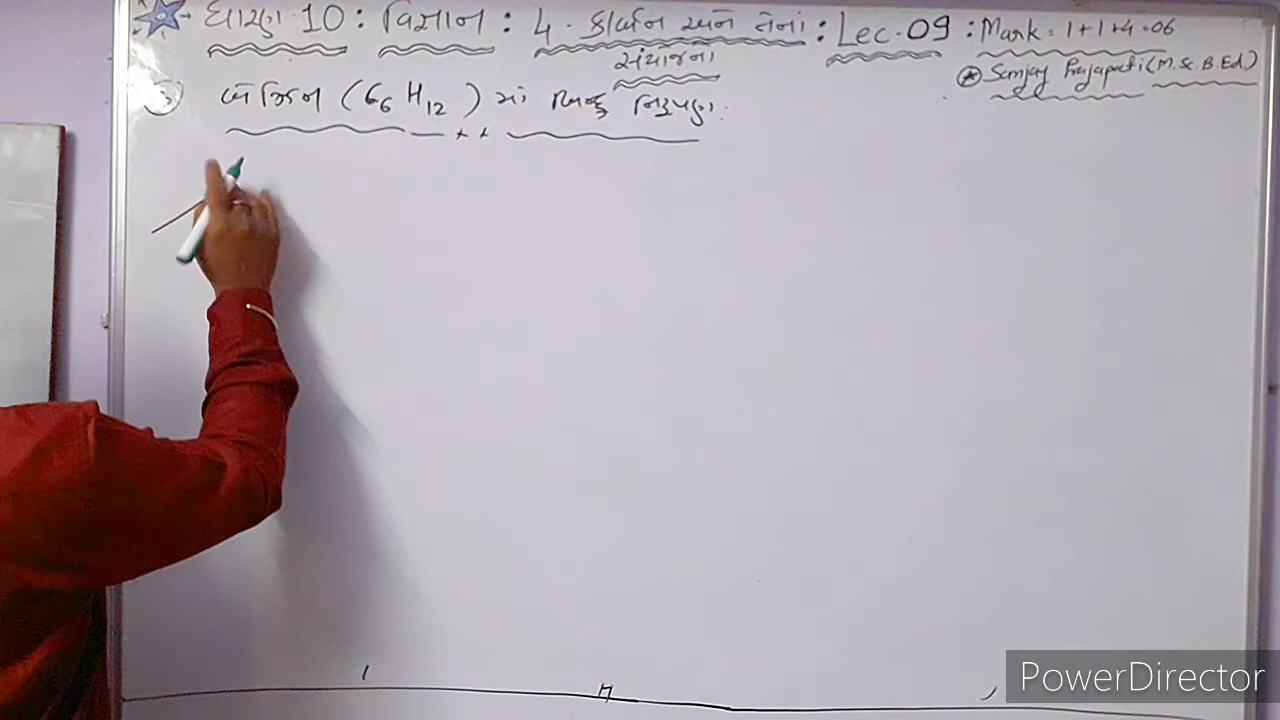 ધોરણ 10 : વિજ્ઞાન : 4. કાર્બન અને તેનાં : Lec. 09 : Mark : 1+1+4=06
સંયોજનો
Sanjay Prajapati (M.Sc. B.Ed)
બેન્ઝિન (C6 H12) માં બિન્દુ નિરૂપણ.
PowerDirector